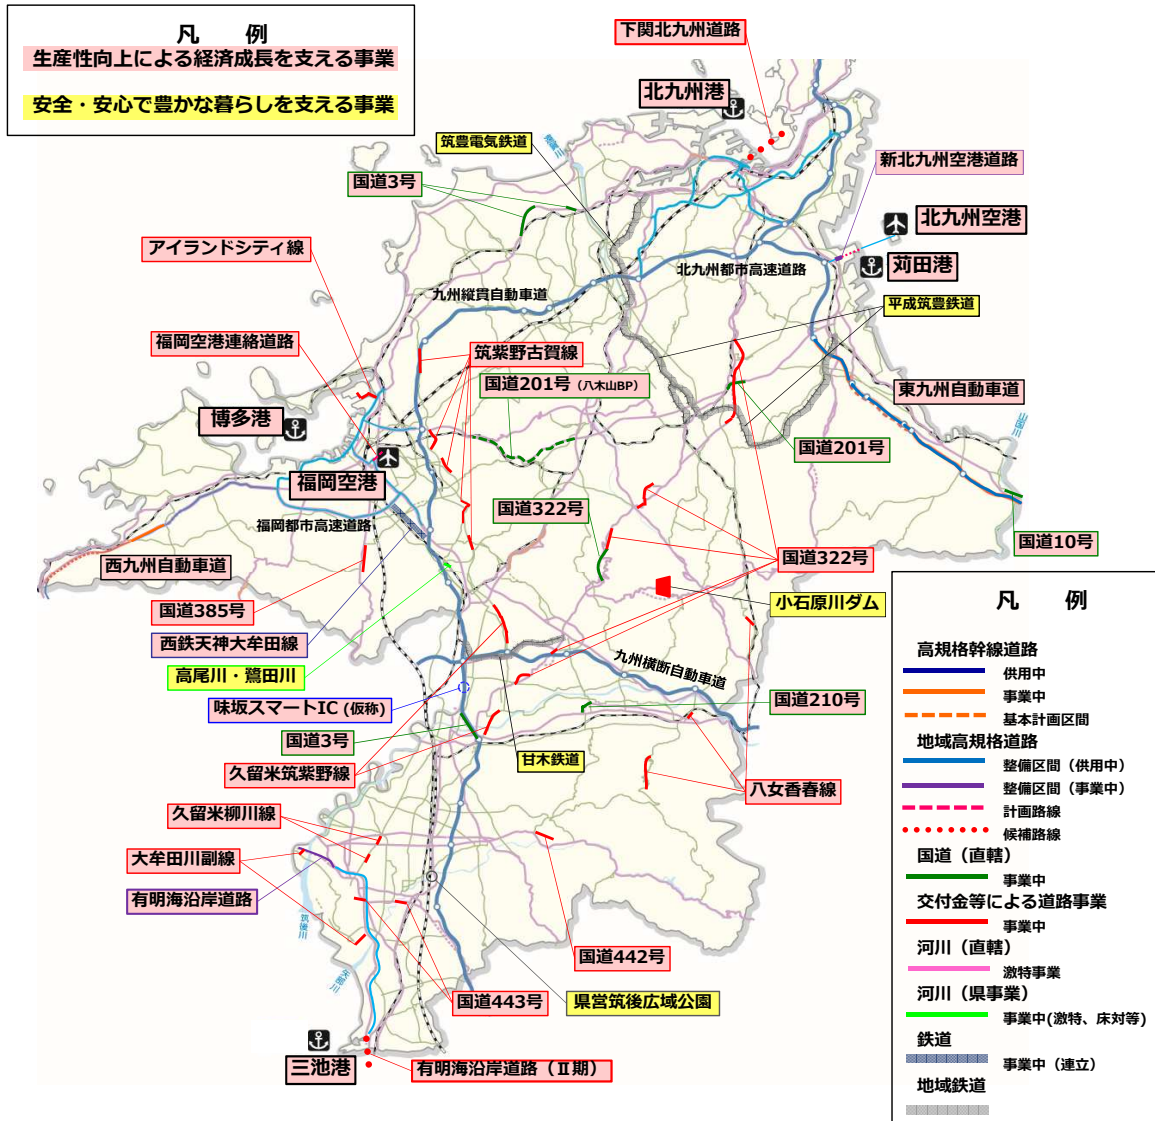 凡 例
生産性向上による経済成長を支える事業
安全・安心で豊かな暮らしを支える事業
下関北九州道路
北九州港
筑豊電気鉄道
新北九州空港道路
国道3号
北九州空港
アイランドシティ線
苅田港
北九州都市高速道路
九州縦貫自動車道
平成筑豊鉄道
福岡空港連絡道路
筑紫野古賀線
国道201号（八木山BP）
東九州自動車道
博多港
山国川
国道201号
福岡空港
国道322号
福岡都市高速道路
国道10号
西九州自動車道
国道322号
国道385号
小石原川ダム
西鉄天神大牟田線
高尾川・鷺田川
九州横断自動車道
味坂スマートIC (仮称)
国道210号
国道3号
甘木鉄道
久留米筑紫野線
八女香春線
久留米柳川線
大牟田川副線
有明海沿岸道路
筑後川
国道442号
矢部川
国道443号
県営筑後広域公園
三池港
有明海沿岸道路（Ⅱ期）
凡 例
高規格幹線道路
供用中
事業中
基本計画区間
地域高規格道路
整備区間（供用中）
整備区間（事業中）
計画路線
候補路線
国道（直轄）
事業中
交付金等による道路事業
事業中
河川（直轄）
激特事業
河川（県事業）
事業中(激特、床対等)
鉄道
事業中（連立）
地域鉄道